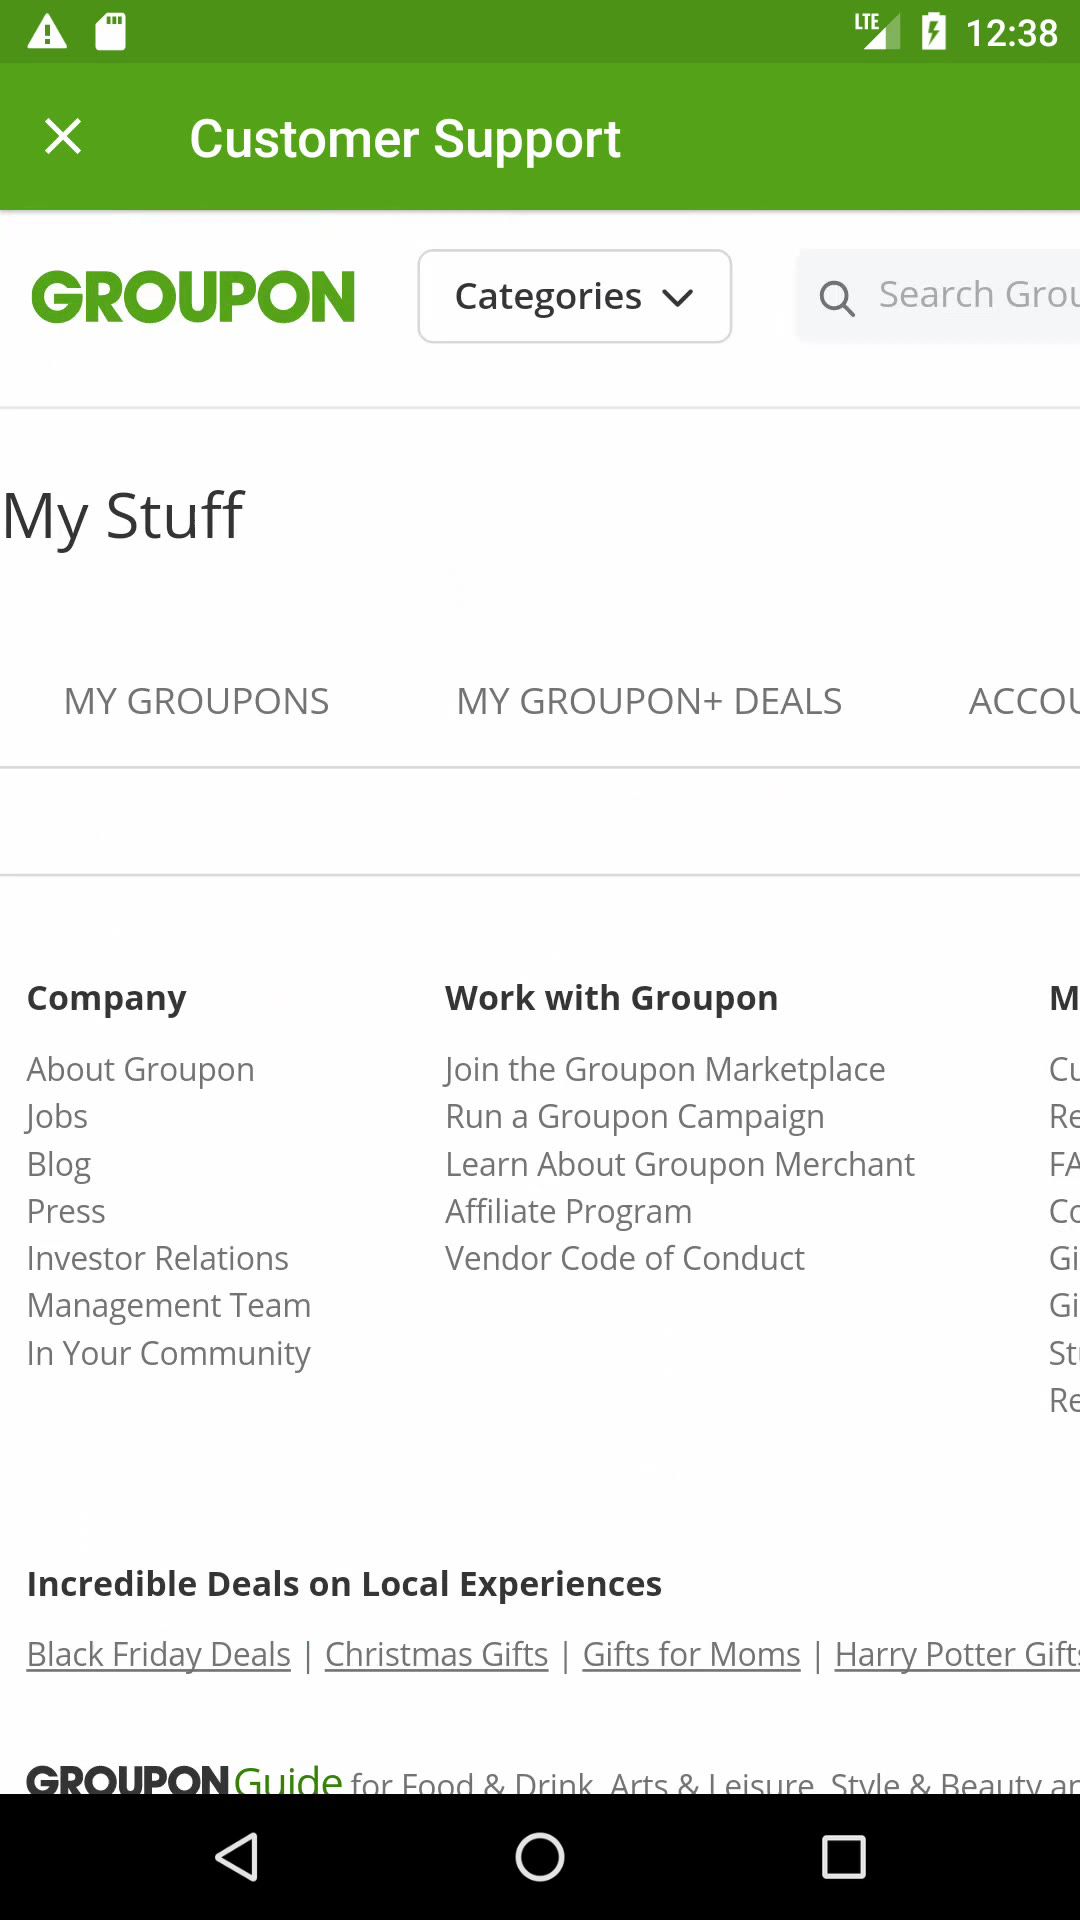 LTE 12:38
Customer Support
GROUPON Categories Search Grou
My Stuff
MY GROUPONS MY GROUPON+ DEALS ACCOU
Company
About Groupon
Jobs
Blog
Press
Investor Relations
Management Team
In Your Community
Work with Groupon
Join the Groupon Marketplace
Run a Groupon Campaign
Learn About Groupon Merchant
Affiliate Program
Vendor Code of Conduct
M
Cu
Re
FA
Co
Gi
Gi
St
Re
Incredible Deals on Local Experiences
Black Friday Deals | Christmas Gifts | Gifts for Moms | Harry Potter Gifts
GROUPON Guide for Food & Drink, Arts & Leisure, Style & Beauty an